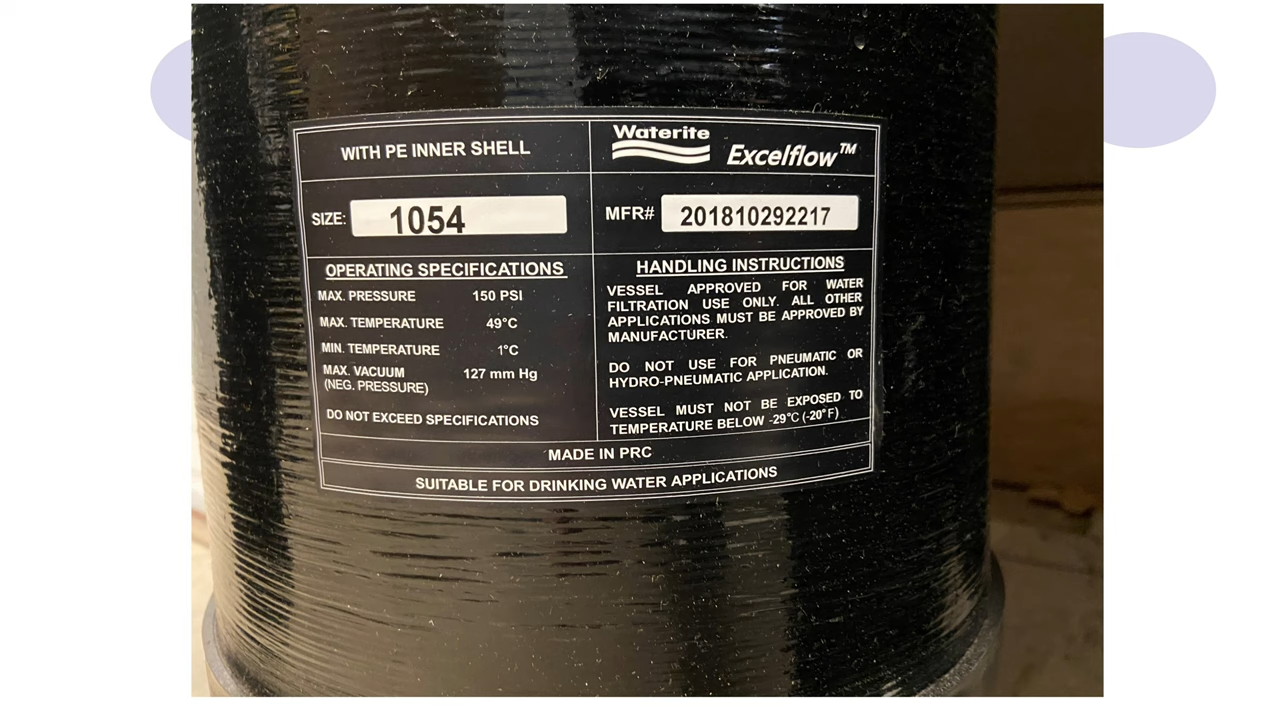 WITH PE INNER SHELL
Waterite
Excelflow™
SIZE: 1054
MFR# 201810292217
OPERATING SPECIFICATIONS
MAX. PRESSURE 150 PSI
MAX. TEMPERATURE 49°C
MIN. TEMPERATURE 1°C
MAX. VACUUM 127 mm Hg
(NEG. PRESSURE)
DO NOT EXCEED SPECIFICATIONS
HANDLING INSTRUCTIONS
VESSEL APPROVED FOR WATER
FILTRATION USE ONLY. ALL OTHER
APPLICATIONS MUST BE APPROVED BY
MANUFACTURER.
DO NOT USE FOR PNEUMATIC OR
HYDRO-PNEUMATIC APPLICATION.
VESSEL MUST NOT BE EXPOSED TO
TEMPERATURE BELOW -29°C (-20°F)
MADE IN PRC
SUITABLE FOR DRINKING WATER APPLICATIONS